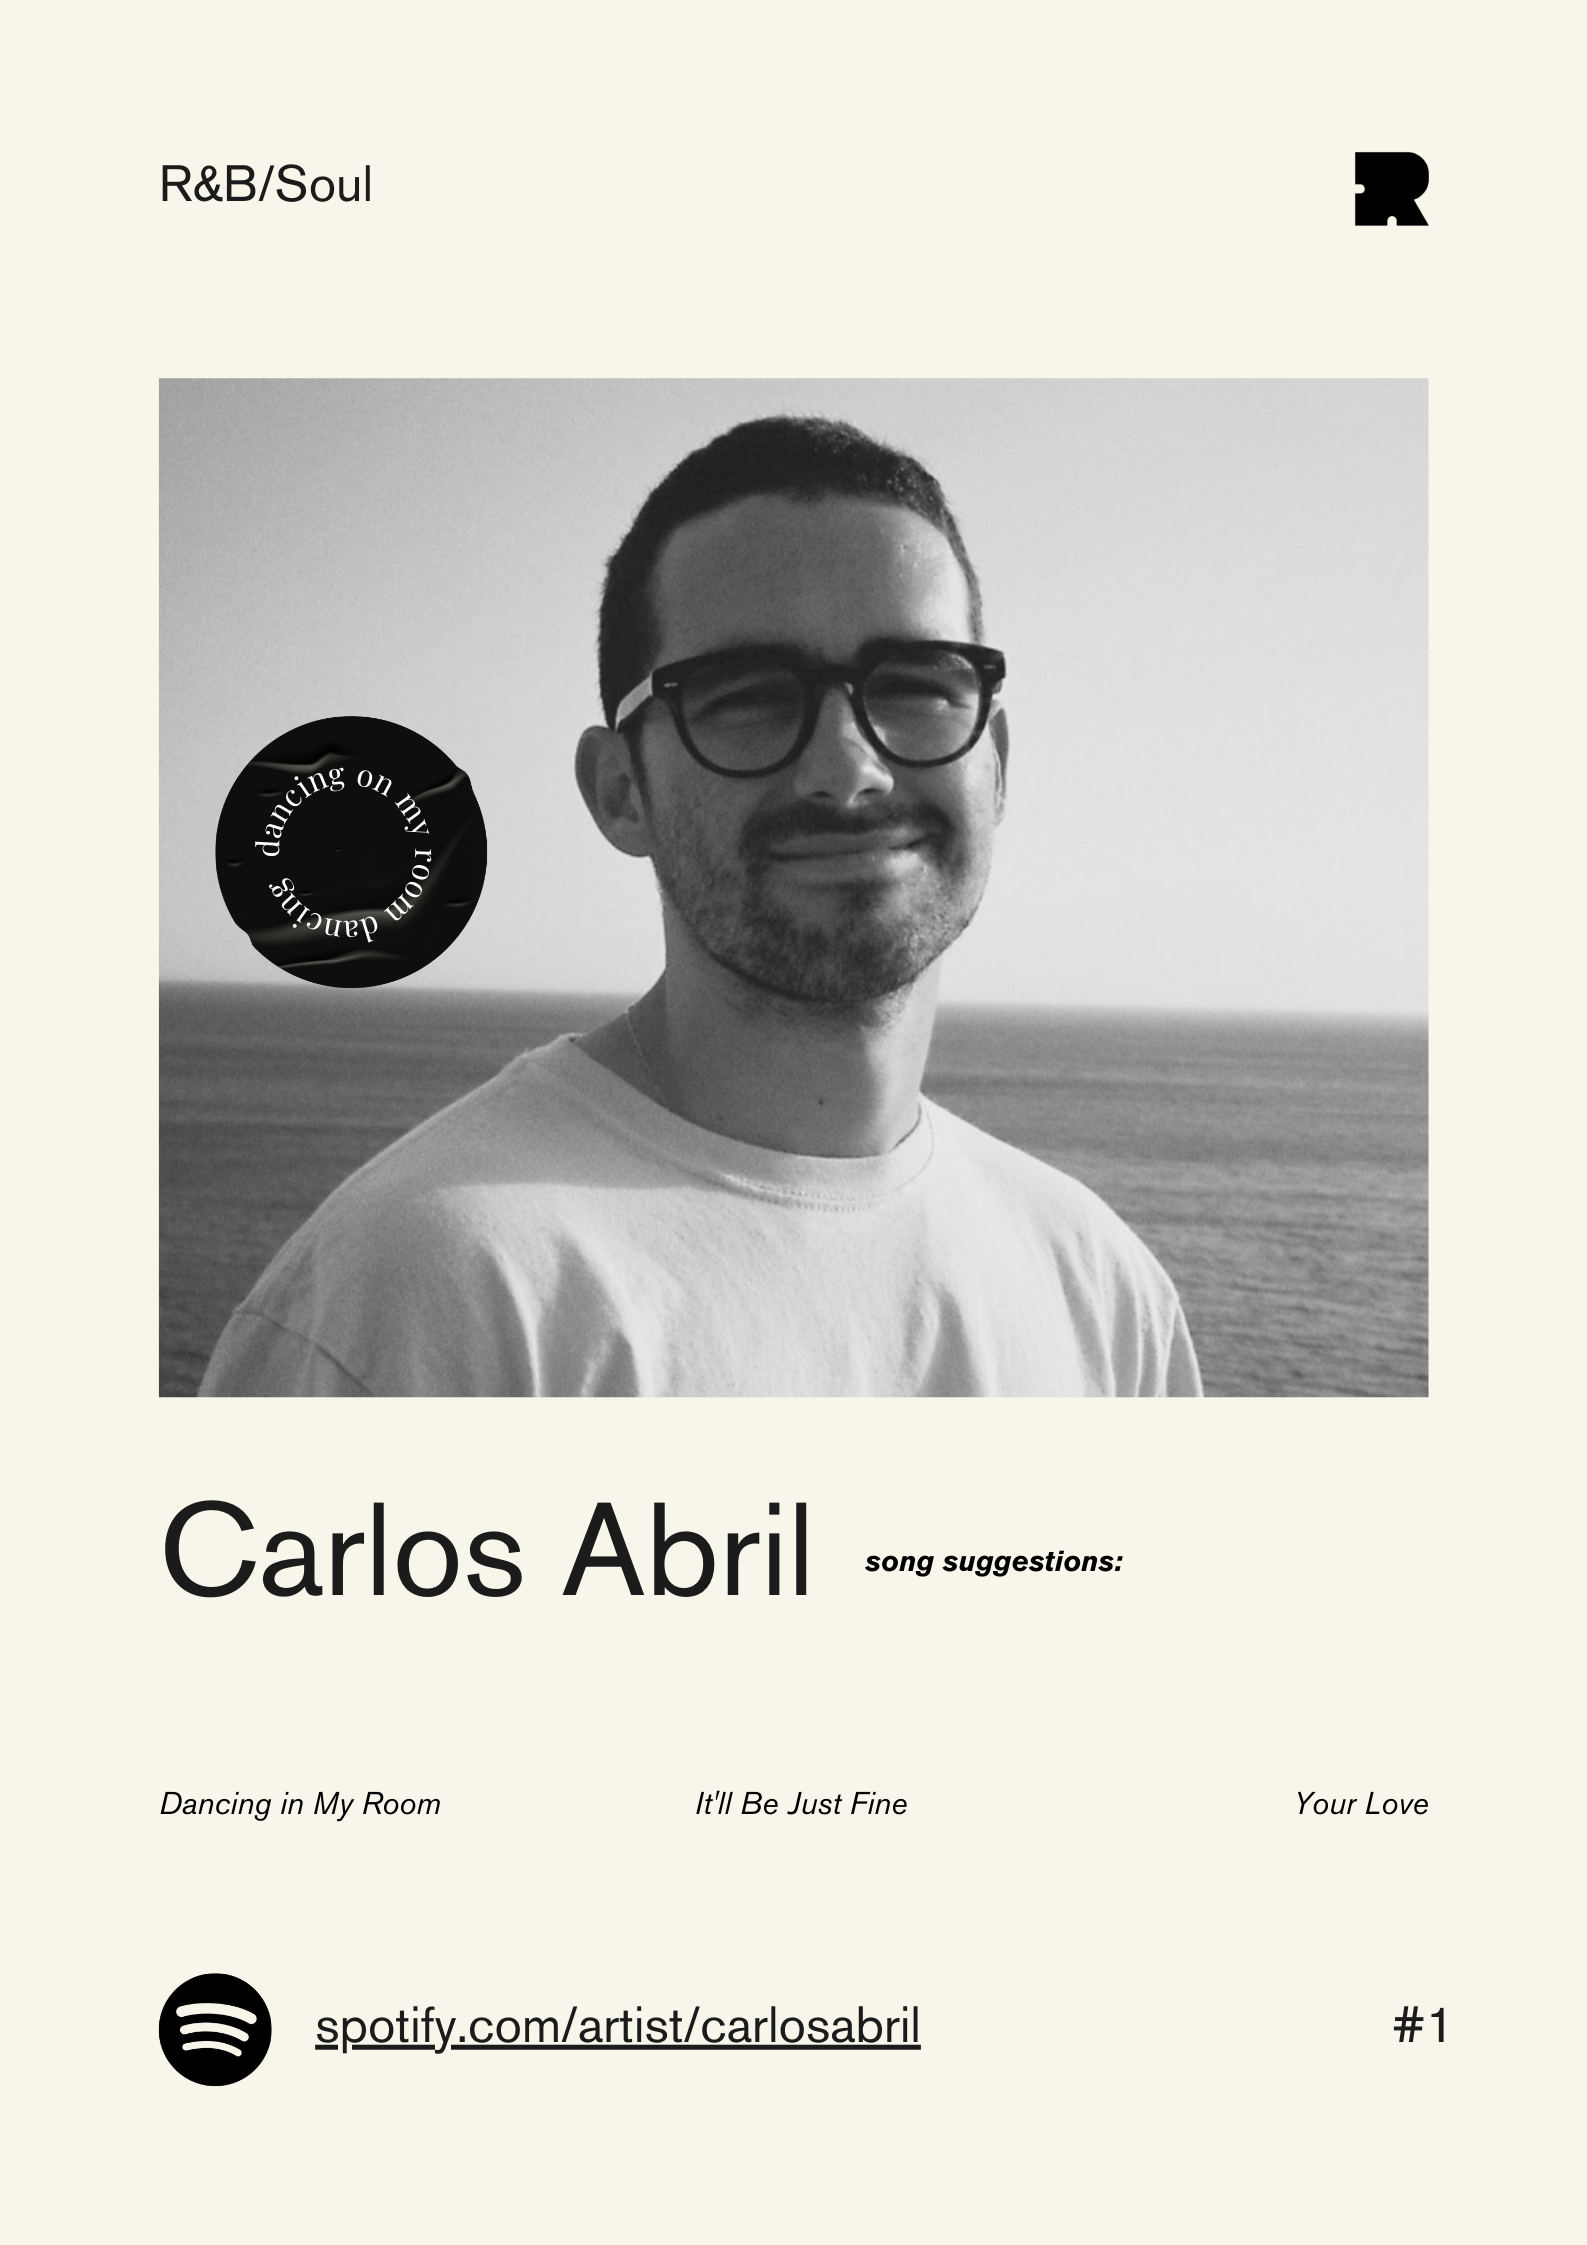 R&B/Soul
R
dancing on my room dancing
Carlos Abril
song suggestions:
Dancing in My Room
It'll Be Just Fine
Your Love
spotify.com/artist/carlosabril
#1